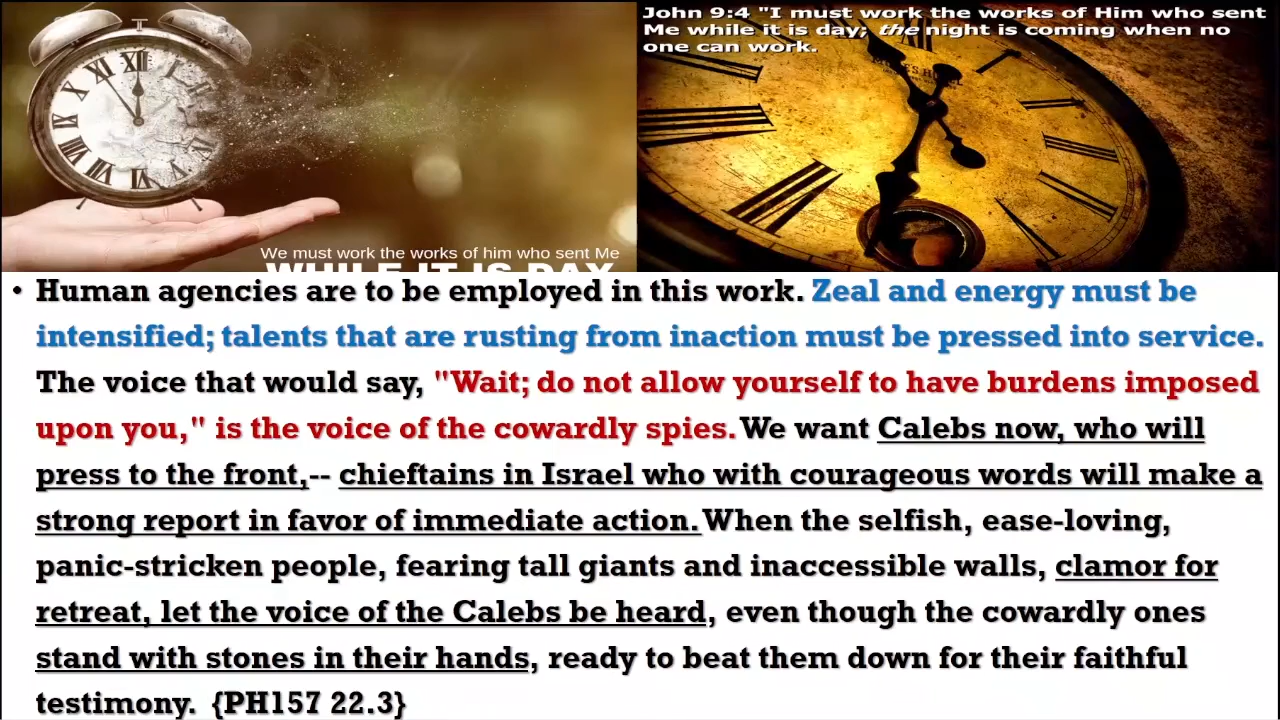 We must work the works of him who sent Me
WHILE IT IS DAY
John 9:4 "I must work the works of Him who sent
Me while it is day; the night is coming when no
one can work.
• Human agencies are to be employed in this work. Zeal and energy must be
intensified; talents that are rusting from inaction must be pressed into service.
The voice that would say, "Wait; do not allow yourself to have burdens imposed
upon you," is the voice of the cowardly spies. We want Calebs now, who will
press to the front,-- chieftains in Israel who with courageous words will make a
strong report in favor of immediate action. When the selfish, ease-loving,
panic-stricken people, fearing tall giants and inaccessible walls, clamor for
retreat, let the voice of the Calebs be heard, even though the cowardly ones
stand with stones in their hands, ready to beat them down for their faithful
testimony. {PH157 22.3}